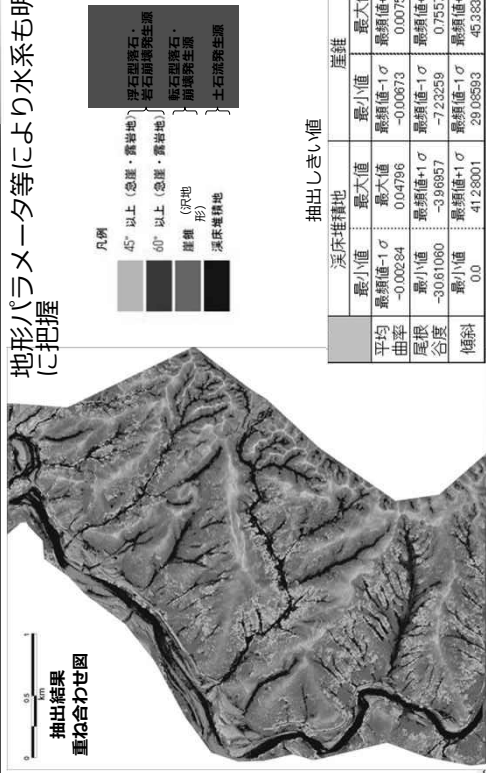 地形パラメータ等により水系も明
に把握
凡例
45° 以上（急崖・露岩地）
60° 以上（急崖・露岩地）
崖錐 （沢地形）
渓床堆積地
浮石型落石・
岩石崩壊発生源
転石型落石・
崩壊発生源
土石流発生源
抽出結果
重ね合わせ図
0 0.5 1
km
抽出しきい値
渓床堆積地 崖錐
最小値 最大値 最小値 最大値
平均曲率 最頻値-1σ 最大値 最頻値-1σ 最頻値+
-0.00284 0.04796 -0.00673 0.0075
尾根谷度 最小値 最頻値+1σ 最頻値-1σ 最頻値+
-30.61060 -3.96957 -7.23259 0.7557
傾斜 最小値 最頻値+1σ 最頻値-1σ 最頻値+
0.0 41.28001 29.08593 45.383